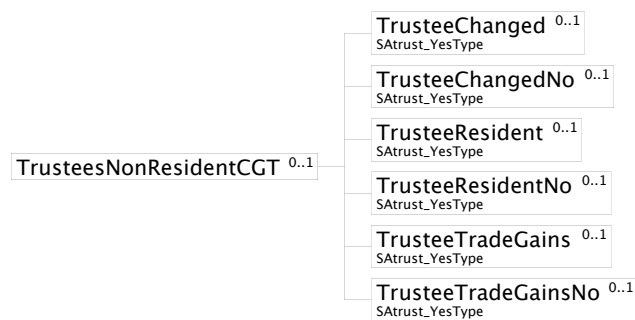 TrusteeChanged 0..1
SAtrust_YesType
TrusteeChangedNo 0..1
SAtrust_YesType
TrusteeResident 0..1
SAtrust_YesType
TrusteesNonResidentCGT 0..1
TrusteeResidentNo 0..1
SAtrust_YesType
TrusteeTradeGains 0..1
SAtrust_YesType
TrusteeTradeGainsNo 0..1
SAtrust_YesType